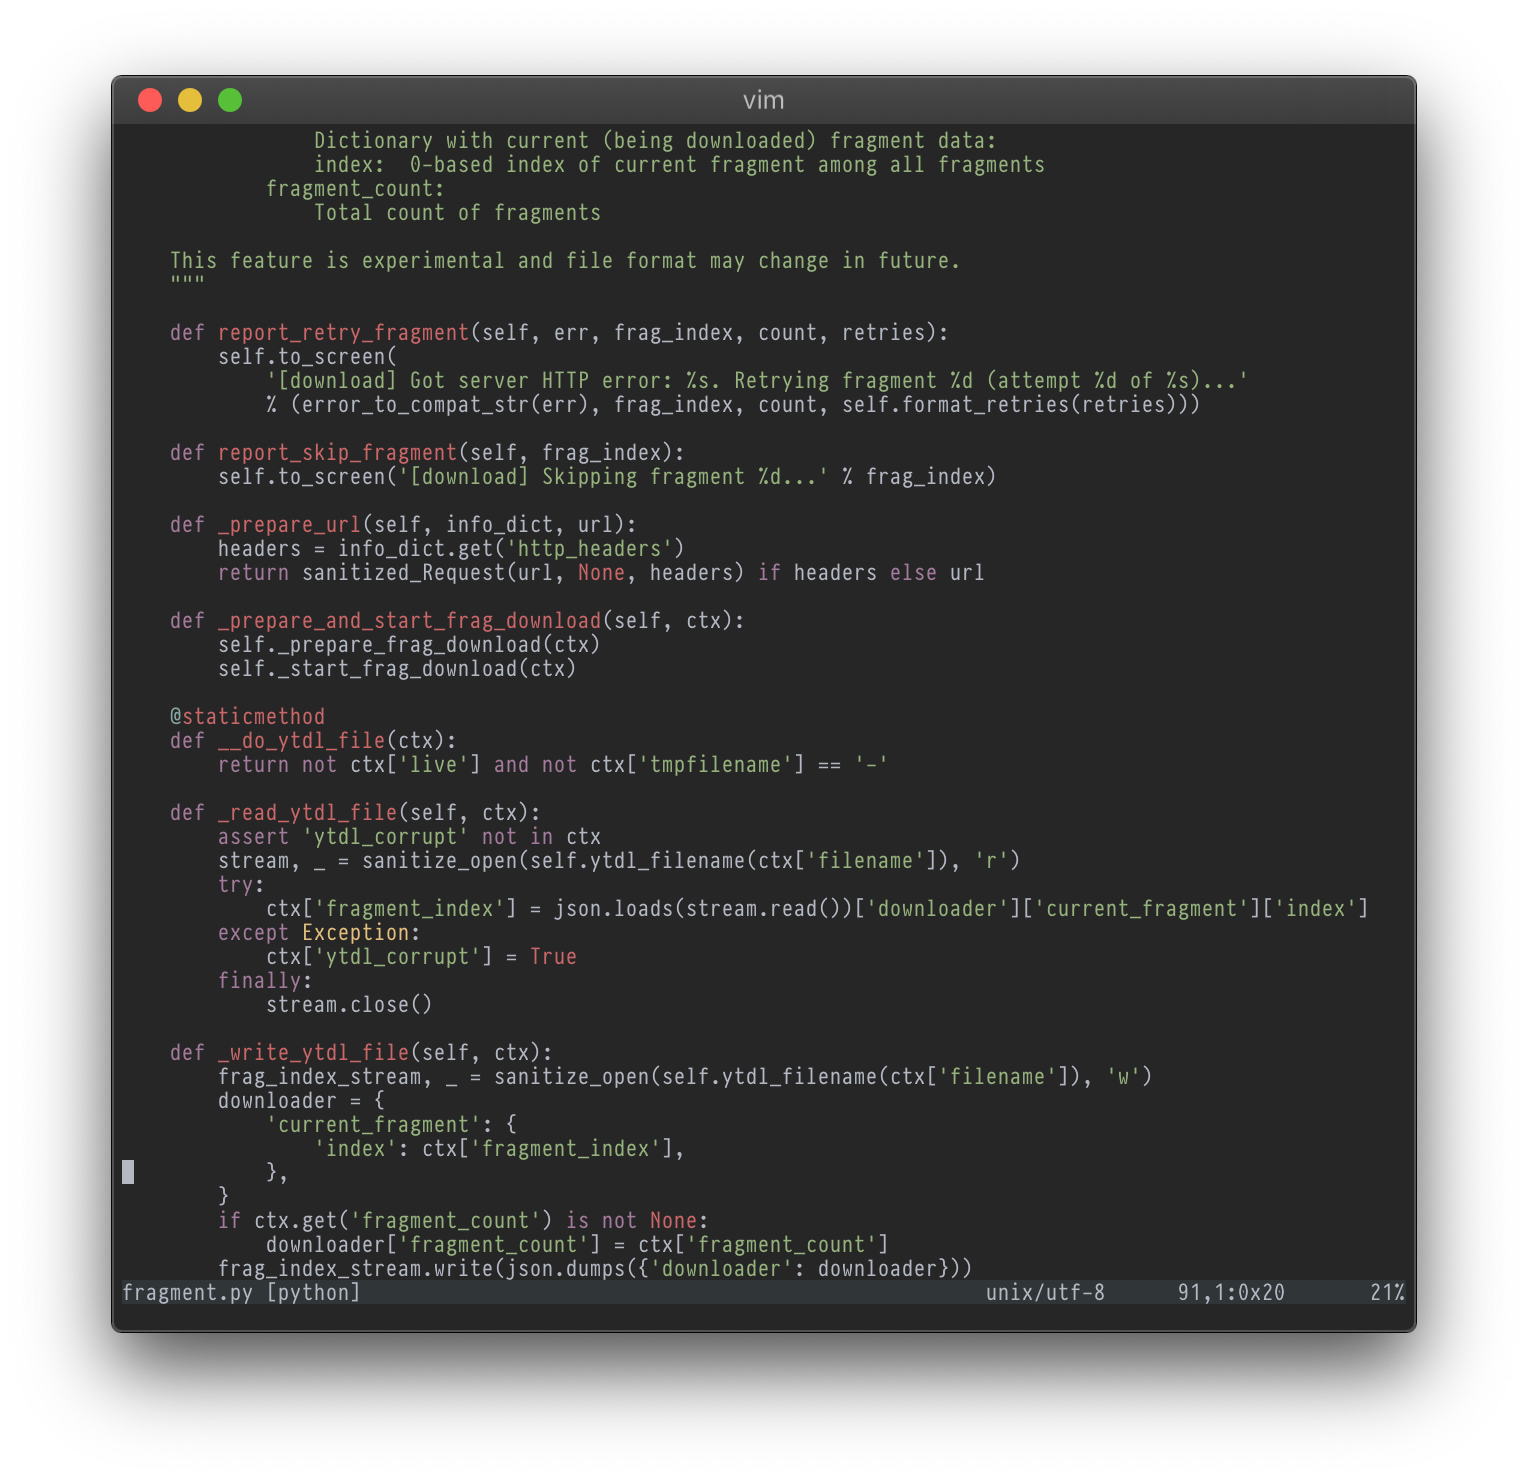 vim
                Dictionary with current (being downloaded) fragment data:
                index:  0-based index of current fragment among all fragments
            fragment_count:
                Total count of fragments

    This feature is experimental and file format may change in future.
    """

    def report_retry_fragment(self, err, frag_index, count, retries):
        self.to_screen(
            '[download] Got server HTTP error: %s. Retrying fragment %d (attempt %d of %s)...'
            % (error_to_compat_str(err), frag_index, count, self.format_retries(retries)))

    def report_skip_fragment(self, frag_index):
        self.to_screen('[download] Skipping fragment %d...' % frag_index)

    def _prepare_url(self, info_dict, url):
        headers = info_dict.get('http_headers')
        return sanitized_Request(url, None, headers) if headers else url

    def _prepare_and_start_frag_download(self, ctx):
        self._prepare_frag_download(ctx)
        self._start_frag_download(ctx)

    @staticmethod
    def __do_ytdl_file(ctx):
        return not ctx['live'] and not ctx['tmpfilename'] == '-'

    def _read_ytdl_file(self, ctx):
        assert 'ytdl_corrupt' not in ctx
        stream, _ = sanitize_open(self.ytdl_filename(ctx['filename']), 'r')
        try:
            ctx['fragment_index'] = json.loads(stream.read())['downloader']['current_fragment']['index']
        except Exception:
            ctx['ytdl_corrupt'] = True
        finally:
            stream.close()

    def _write_ytdl_file(self, ctx):
        frag_index_stream, _ = sanitize_open(self.ytdl_filename(ctx['filename']), 'w')
        downloader = {
            'current_fragment': {
                'index': ctx['fragment_index'],
            },
        }
        if ctx.get('fragment_count') is not None:
            downloader['fragment_count'] = ctx['fragment_count']
        frag_index_stream.write(json.dumps({'downloader': downloader}))
fragment.py [python]                                                    unix/utf-8      91,1:0x20       21%